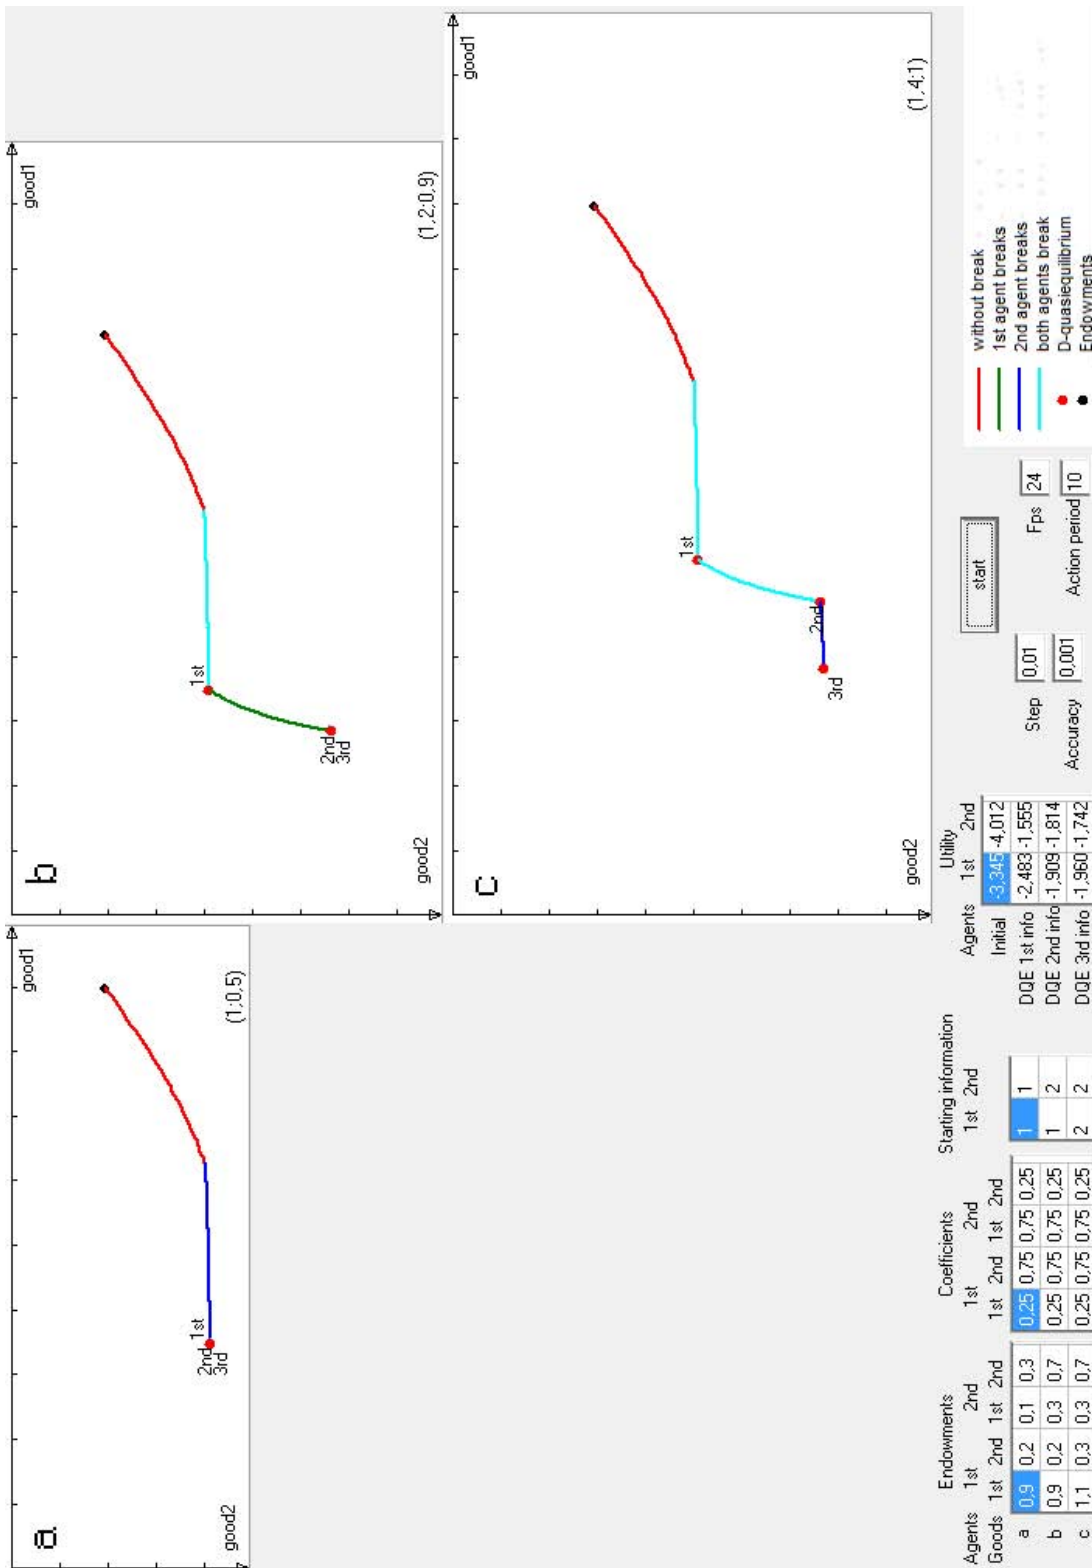 a
good1
good2
1st
2nd
3rd
(1;0,5)
b
good1
good2
1st
2nd
3rd
(1,2;0,9)
c
good1
good2
1st
2nd
3rd
(1,4;1)
Endowments
Agents 1st 2nd
Goods 1st 2nd 1st 2nd
a 0,9 0,2 0,1 0,3
b 0,9 0,2 0,3 0,7
c 1,1 0,3 0,3 0,7
Coefficients
1st 2nd
1st 2nd 1st 2nd
0,25 0,75 0,75 0,25
0,25 0,75 0,75 0,25
0,25 0,75 0,75 0,25
Starting information
1st 2nd
1 1
1 2
2 2
Utility
Agents 1st 2nd
Initial -3,345 -4,012
DQE 1st info -2,483 -1,555
DQE 2nd info -1,909 -1,814
DQE 3rd info -1,960 -1,742
start
Step 0,01
Fps 24
Accuracy 0,001
Action period 10
without break
1st agent breaks
2nd agent breaks
both agents break
D-quasiequilibrium
Endowments